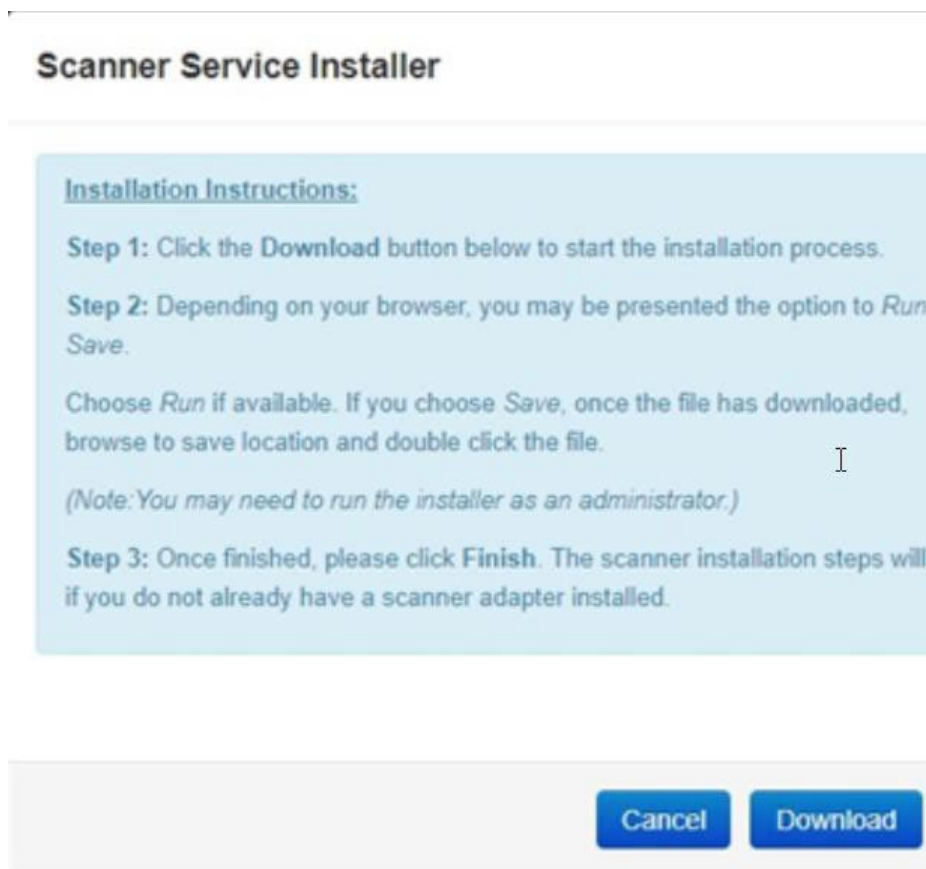 Scanner Service Installer
Installation Instructions:
Step 1: Click the Download button below to start the installation process.
Step 2: Depending on your browser, you may be presented the option to Run
Save.
Choose Run if available. If you choose Save, once the file has downloaded,
browse to save location and double click the file.
(Note:You may need to run the installer as an administrator.)
Step 3: Once finished, please click Finish. The scanner installation steps will
if you do not already have a scanner adapter installed.
Cancel Download